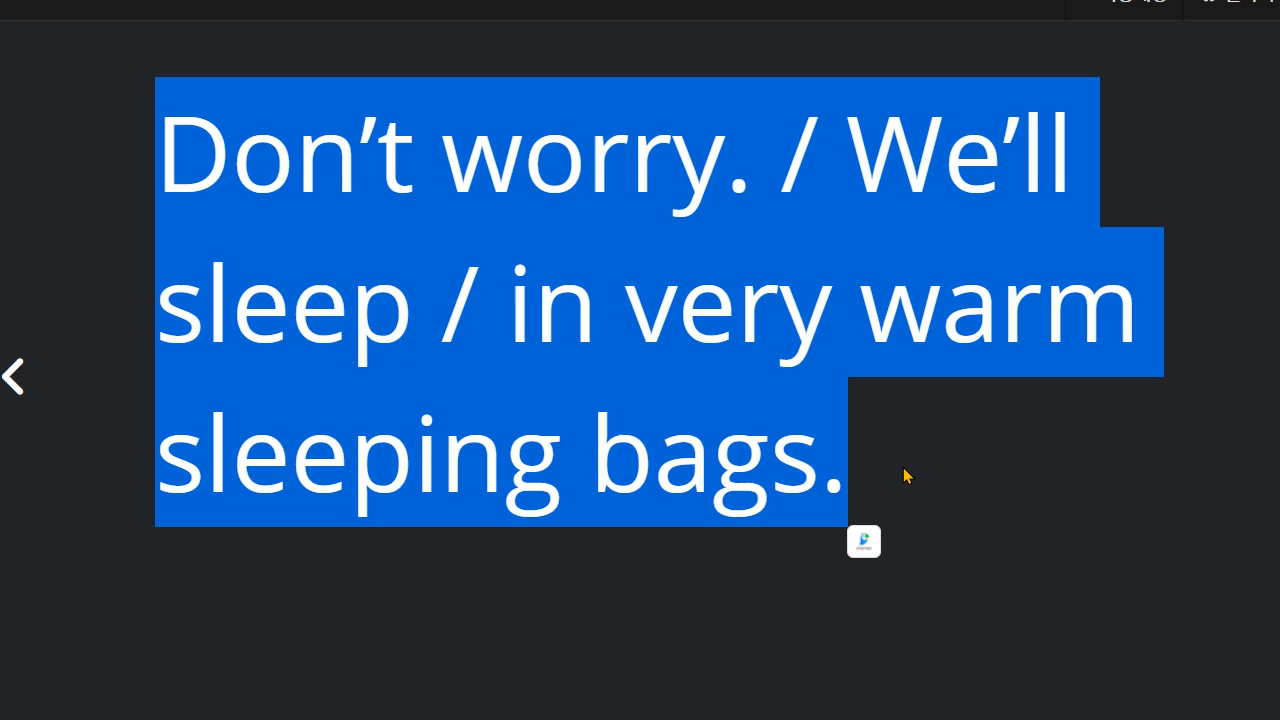 Don’t worry. / We’ll
sleep / in very warm
sleeping bags.